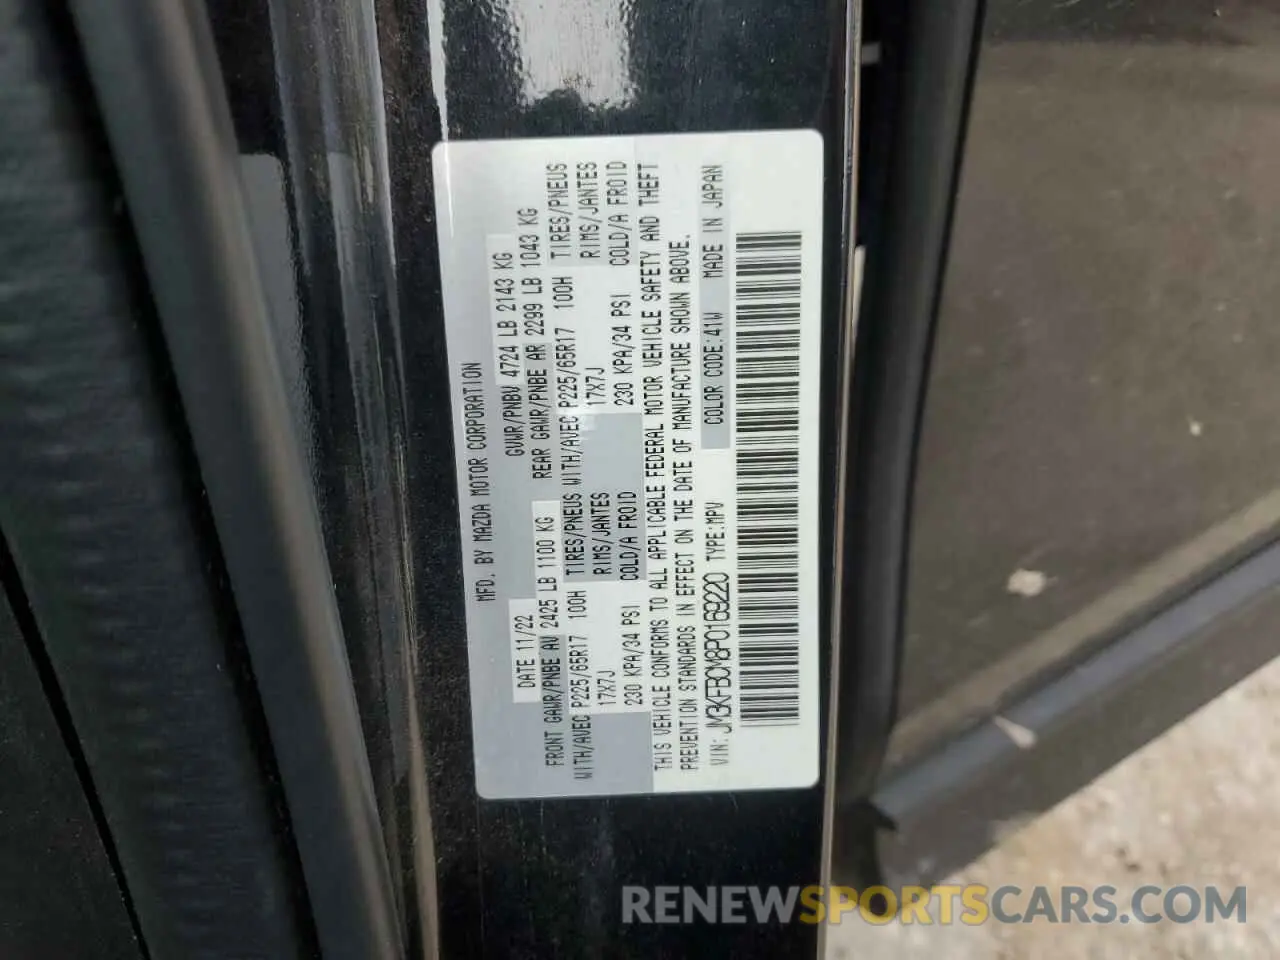 MFD. BY MAZDA MOTOR CORPORATION
DATE 11/22 GVWR/PNBV 4724 LB 2143 KG
FRONT GAWR/PNBE AV 2425 LB 1100 KG REAR GAWR/PNBE AR 2299 LB 1043 KG
WITH/AVEC P225/65R17 100H TIRES/PNEUS WITH/AVEC P225/65R17 100H TIRES/PNEUS
17X7J RIMS/JANTES 17X7J RIMS/JANTES
230 KPA/34 PSI COLD/A FROID 230 KPA/34 PSI COLD/A FROID
THIS VEHICLE CONFORMS TO ALL APPLICABLE FEDERAL MOTOR VEHICLE SAFETY AND THEFT
PREVENTION STANDARDS IN EFFECT ON THE DATE OF MANUFACTURE SHOWN ABOVE.
VIN: JM3KFBCM8P0169220 TYPE:MPV COLOR CODE:41W MADE IN JAPAN
RENEWSPORTSCARS.COM